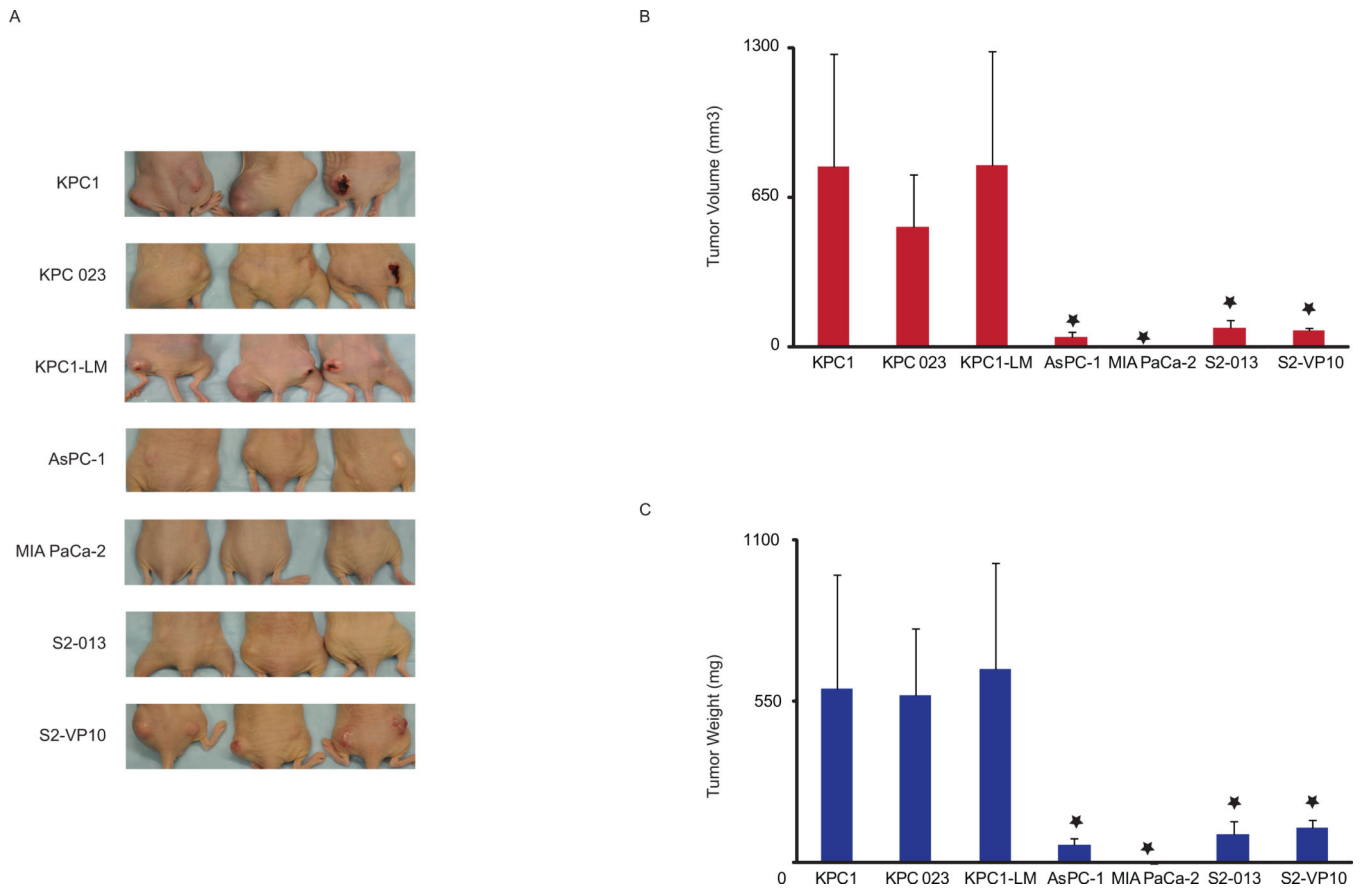 A
KPC1
KPC 023
KPC1-LM
AsPC-1
MIA PaCa-2
S2-013
S2-VP10
B
Tumor Volume (mm3)
1300
650
0
KPC1 KPC 023 KPC1-LM AsPC-1 MIA PaCa-2 S2-013 S2-VP10
C
Tumor Weight (mg)
1100
550
0
KPC1 KPC 023 KPC1-LM AsPC-1 MIA PaCa-2 S2-013 S2-VP10